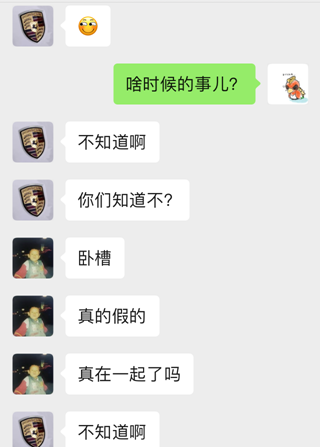 啥时候的事儿?
不知道啊
你们知道不?
卧槽
真的假的
真在一起了吗
不知道啊